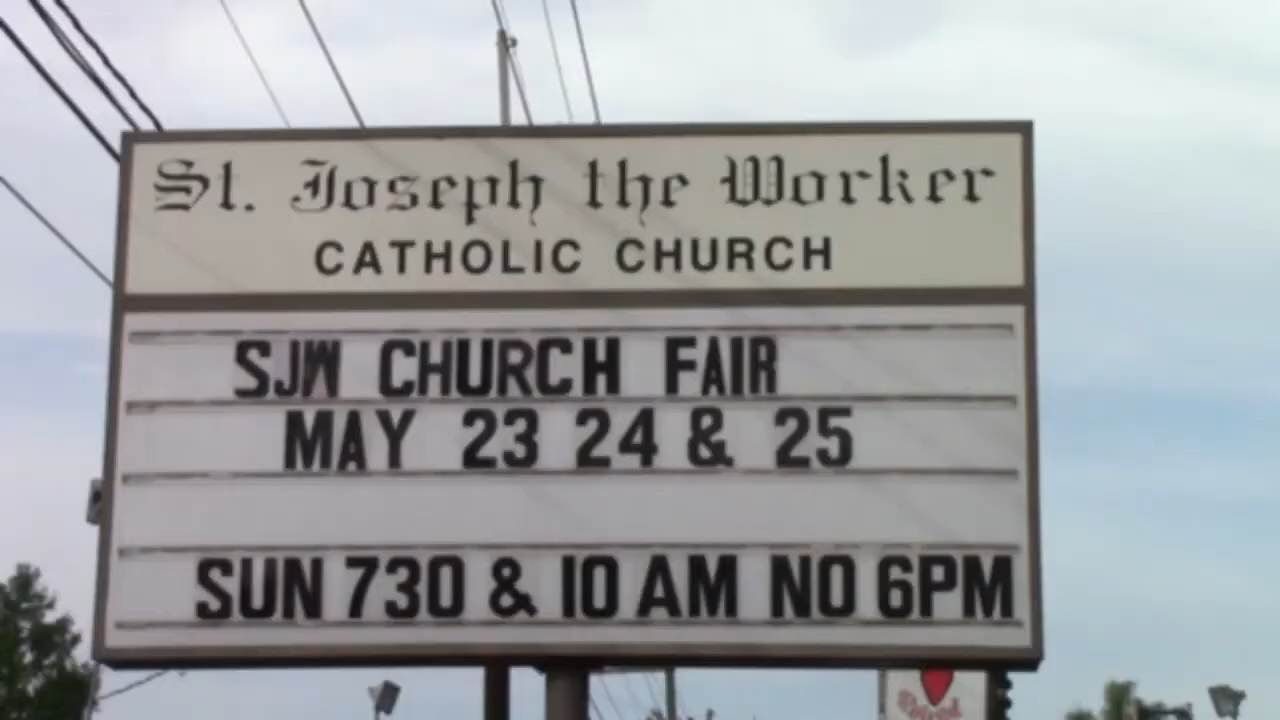 St. Joseph the Worker
CATHOLIC CHURCH
SJW CHURCH FAIR
MAY 23 24 & 25
SUN 730 & 10 AM NO 6PM